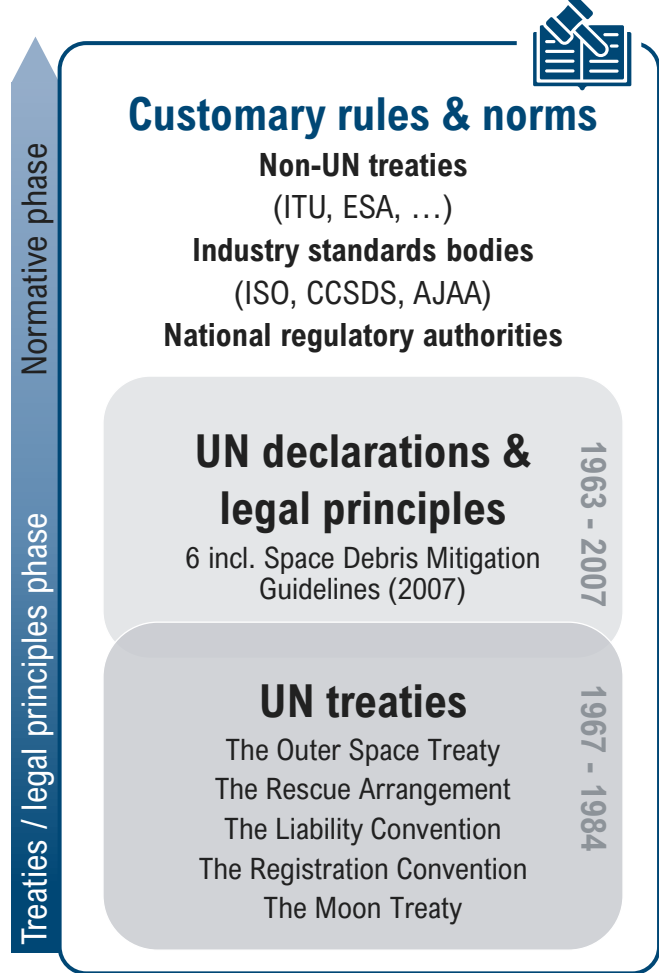 Customary rules & norms
Non-UN treaties
(ITU, ESA, …)
Industry standards bodies
(ISO, CCSDS, AJAA)
National regulatory authorities
UN declarations &
legal principles
6 incl. Space Debris Mitigation
Guidelines (2007)
1963 - 2007
UN treaties
The Outer Space Treaty
The Rescue Arrangement
The Liability Convention
The Registration Convention
The Moon Treaty
1967 - 1984
Normative phase
Treaties / legal principles phase